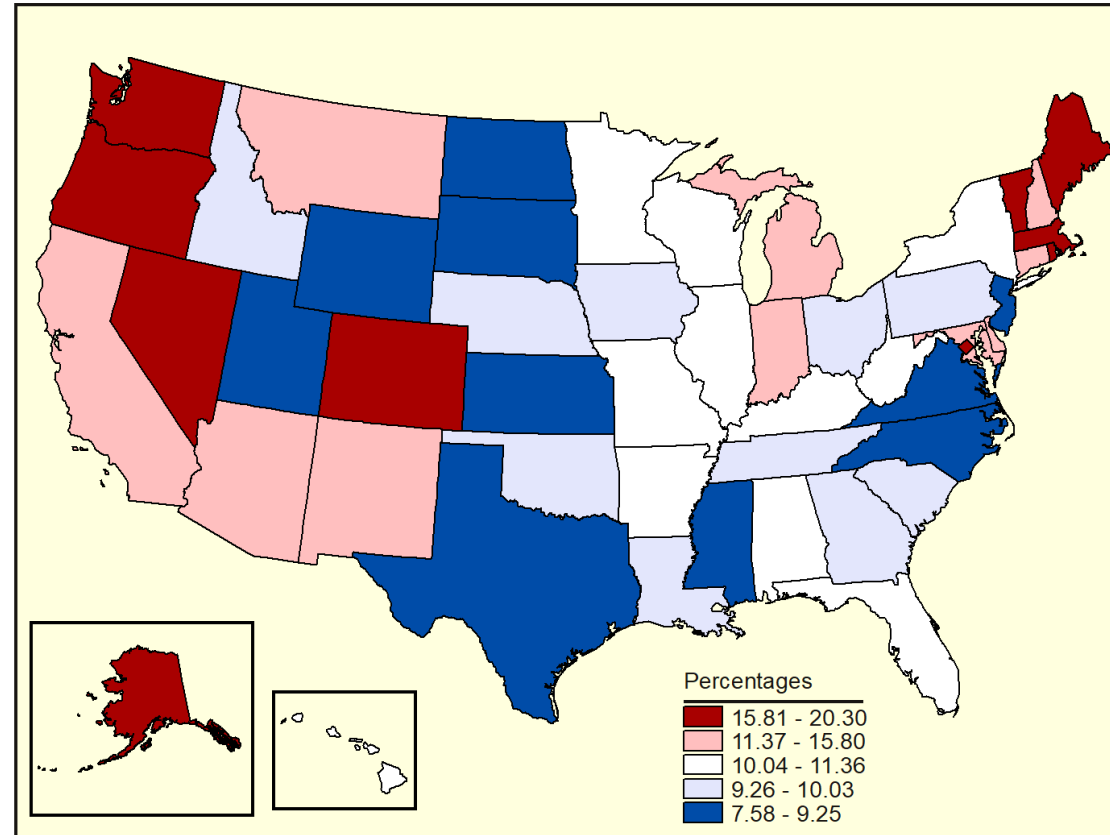 Percentages
15.81 - 20.30
11.37 - 15.80
10.04 - 11.36
9.26 - 10.03
7.58 - 9.25